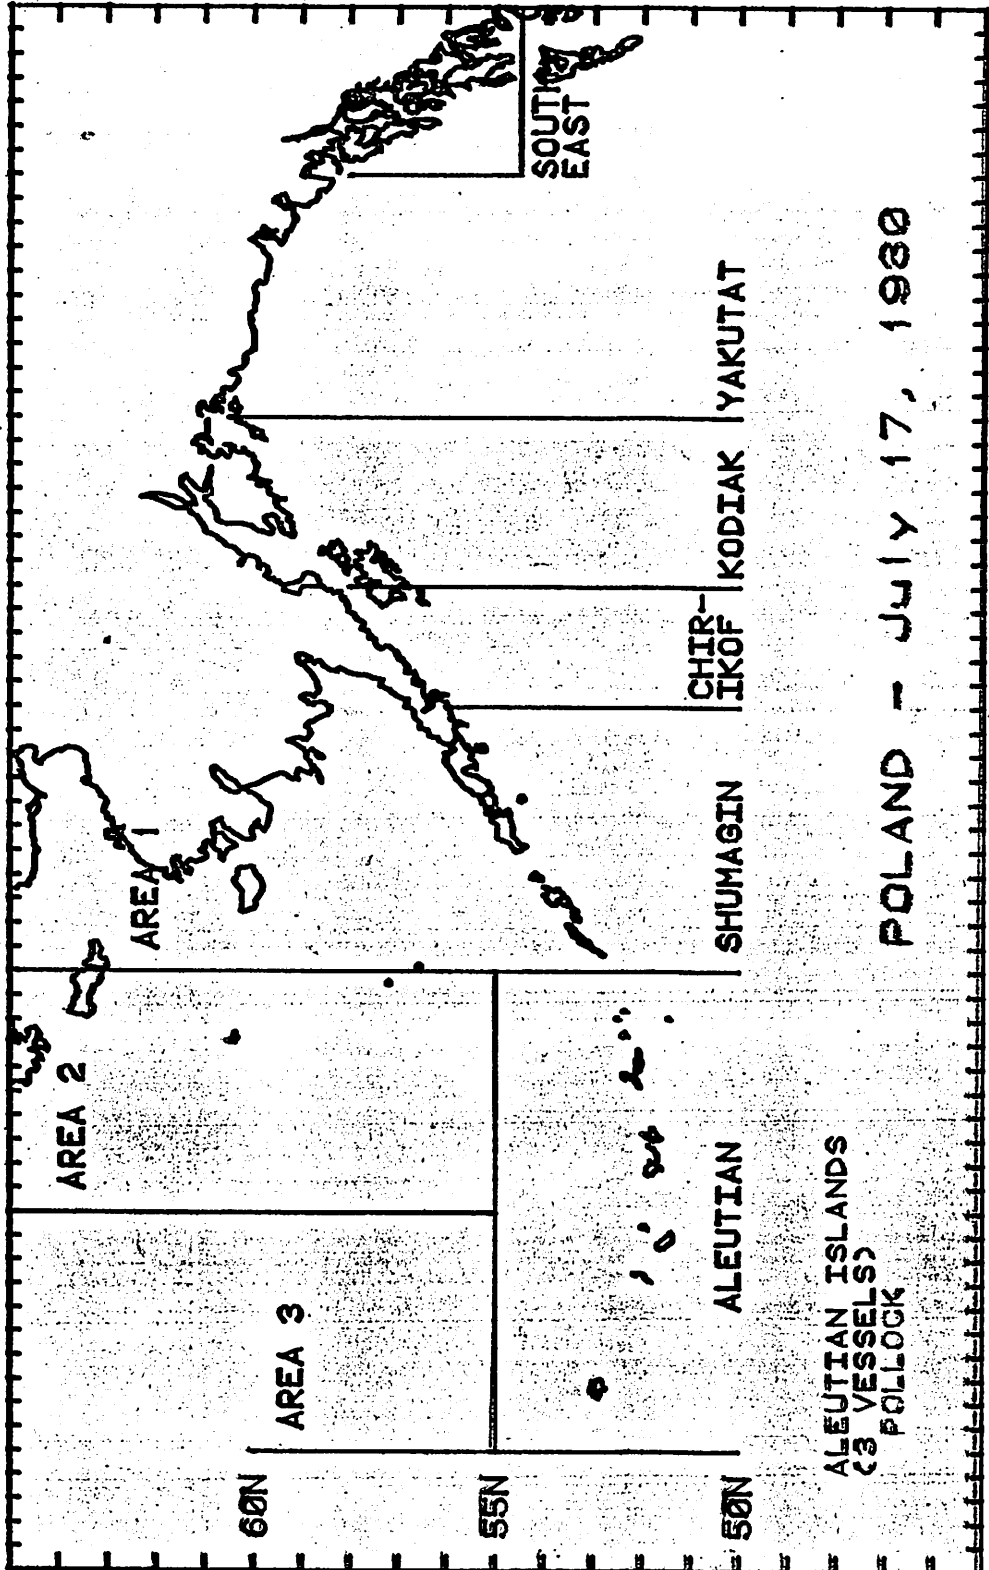 AREA 1
AREA 2
AREA 3
60N
55N
50N
SOUTH
EAST
YAKUTAT
KODIAK
CHIR-
IKOF
SHUMAGIN
ALEUTIAN
ALEUTIAN ISLANDS
(3 VESSELS)
POLLOCK
POLAND - JulY 17, 1980